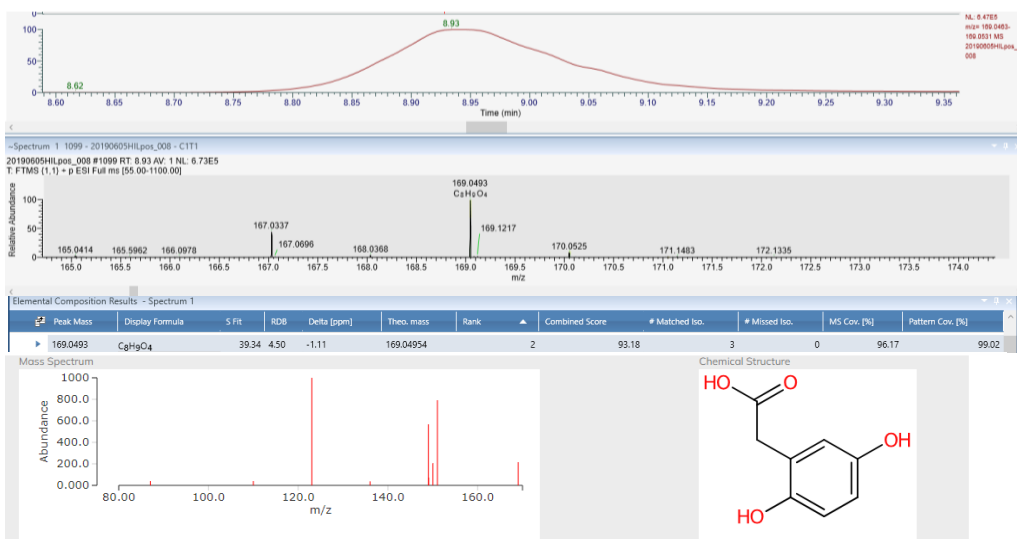 0
8.93
NL: 6.47E5
100
m/z= 169.0463-
169.0531 MS
20190605HILpos_
008
50
8.62
0
8.60 8.65 8.70 8.75 8.80 8.85 8.90 8.95 9.00 9.05 9.10 9.15 9.20 9.25 9.30 9.35
Time (min)
~Spectrum 1 1099 - 20190605HILpos_008 - C1T1
20190605HILpos_008 #1099 RT: 8.93 AV: 1 NL: 6.73E5
T: FTMS {1,1} + p ESI Full ms [55.00-1100.00]
169.0493
C₈H₉O₄
Relative Abundance
100
50
0
167.0337
169.1217
165.0414 165.5962 166.0978 167.0696 168.0368 170.0525 171.1483 172.1335
165.0 165.5 166.0 166.5 167.0 167.5 168.0 168.5 169.0 169.5 170.0 170.5 171.0 171.5 172.0 172.5 173.0 173.5 174.0
m/z
Elemental Composition Results - Spectrum 1
Peak Mass Display Formula S Fit RDB Delta [ppm] Theo. mass Rank Combined Score # Matched Iso. # Missed Iso. MS Cov. [%] Pattern Cov. [%]
169.0493 C₈H₉O₄ 39.34 4.50 -1.11 169.04954 2 93.18 3 0 96.17 99.02
Mass Spectrum
1000
800.0
600.0
400.0
200.0
0.000
Abundance
80.00 100.0 120.0 140.0 160.0
m/z
Chemical Structure
HO O
OH
HO